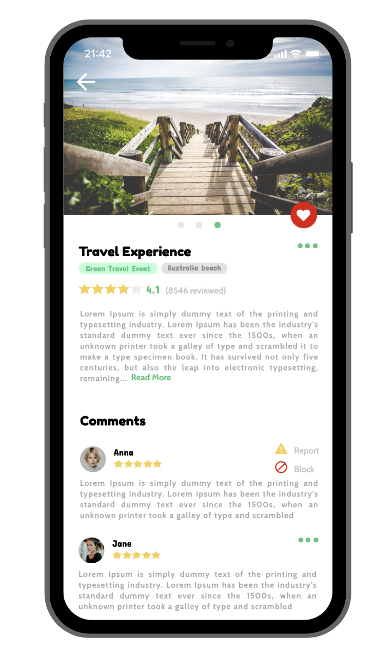 21:42
Travel Experience
Green Travel Event Australia beach
4.1 (8546 reviewed)
Lorem Ipsum is simply dummy text of the printing and
typesetting industry. Lorem Ipsum has been the industry's
standard dummy text ever since the 1500s, when an
unknown printer took a galley of type and scrambled it to
make a type specimen book. It has survived not only five
centuries, but also the leap into electronic typesetting,
remaining... Read More
Comments
Anna
Report
Block
Lorem Ipsum is simply dummy text of the printing and
typesetting industry. Lorem Ipsum has been the industry's
standard dummy text ever since the 1500s, when an
unknown printer took a galley of type and scrambled
Jane
Lorem Ipsum is simply dummy text of the printing and
typesetting industry. Lorem Ipsum has been the industry's
standard dummy text ever since the 1500s, when an
unknown printer took a galley of type and scrambled